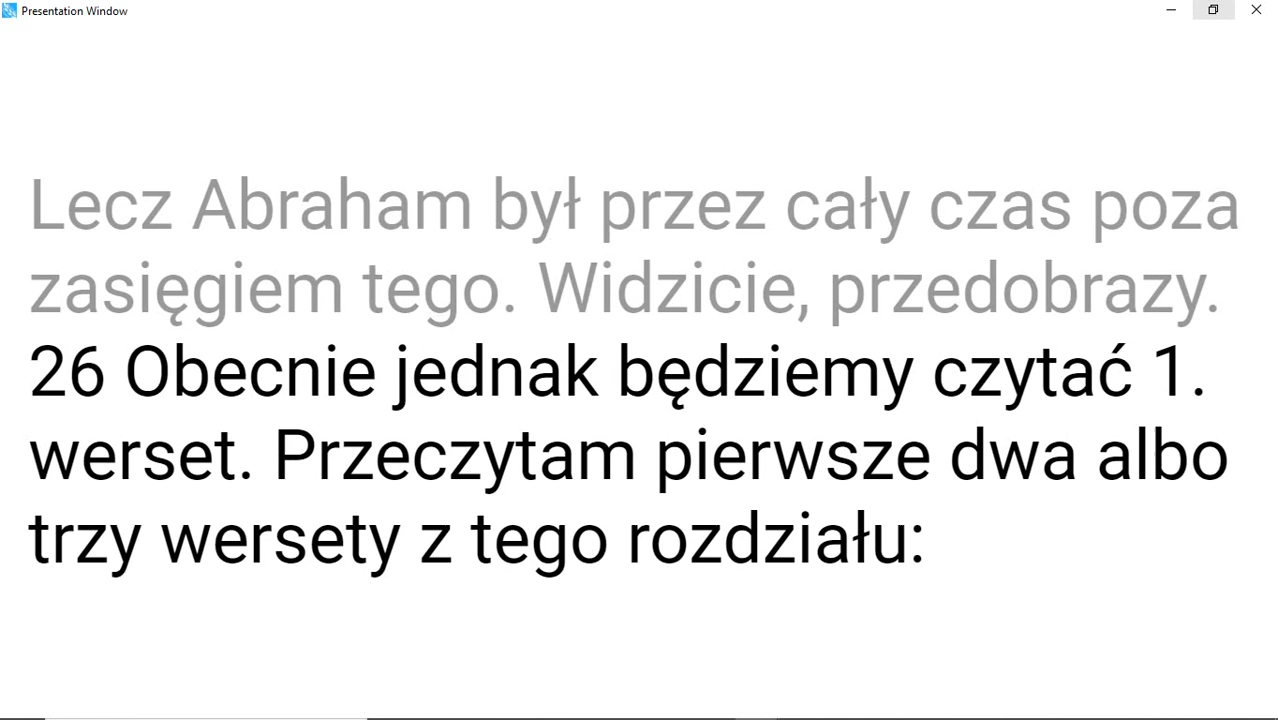 Presentation Window
Lecz Abraham był przez cały czas poza
zasięgiem tego. Widzicie, przedobrazy.
26 Obecnie jednak będziemy czytać 1.
werset. Przeczytam pierwsze dwa albo
trzy wersety z tego rozdziału: